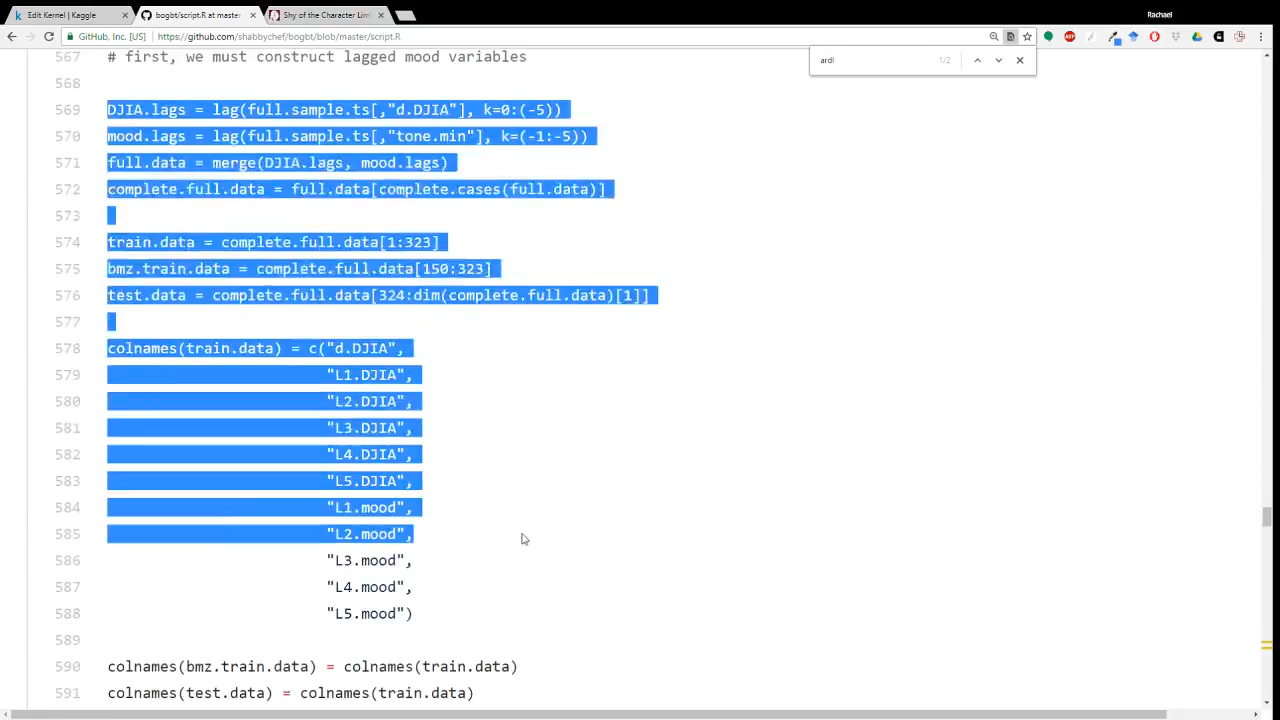 Edit Kernel | Kaggle
bogbt/script.R at master
Shy of the Character Lim
Rachael
GitHub, Inc. [US]
https://github.com/shabbychef/bogbt/blob/master/script.R
ardl
1/2
567 # first, we must construct lagged mood variables
568
569 DJIA.lags = lag(full.sample.ts[,"d.DJIA"], k=0:(-5))
570 mood.lags = lag(full.sample.ts[,"tone.min"], k=(-1:-5))
571 full.data = merge(DJIA.lags, mood.lags)
572 complete.full.data = full.data[complete.cases(full.data)]
573
574 train.data = complete.full.data[1:323]
575 bmz.train.data = complete.full.data[150:323]
576 test.data = complete.full.data[324:dim(complete.full.data)[1]]
577
578 colnames(train.data) = c("d.DJIA",
579 "L1.DJIA",
580 "L2.DJIA",
581 "L3.DJIA",
582 "L4.DJIA",
583 "L5.DJIA",
584 "L1.mood",
585 "L2.mood",
586 "L3.mood",
587 "L4.mood",
588 "L5.mood")
589
590 colnames(bmz.train.data) = colnames(train.data)
591 colnames(test.data) = colnames(train.data)